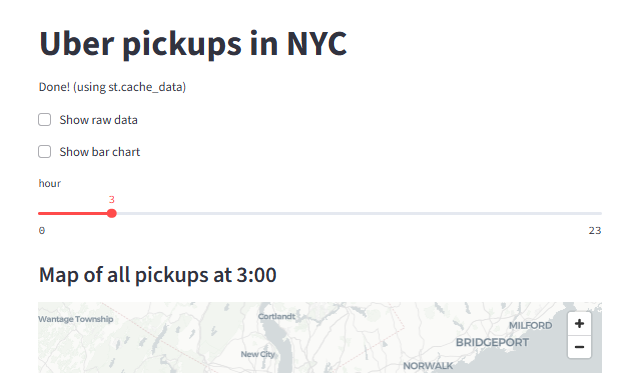 Uber pickups in NYC
Done! (using st.cache_data)
Show raw data
Show bar chart
hour
3
0 23
Map of all pickups at 3:00
Wantage Township
Cortlandt
MILFORD
BRIDGEPORT
New City
NORWALK
+
−